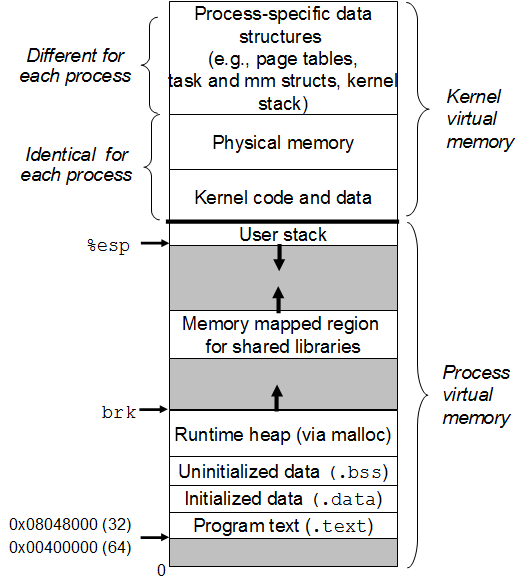 Process-specific data
structures
(e.g., page tables,
task and mm structs, kernel
stack)
Different for
each process
Physical memory
Identical for
each process
Kernel code and data
Kernel
virtual
memory
User stack
%esp
Memory mapped region
for shared libraries
brk
Runtime heap (via malloc)
Uninitialized data (.bss)
Initialized data (.data)
Program text (.text)
Process
virtual
memory
0x08048000 (32)
0x00400000 (64)
0